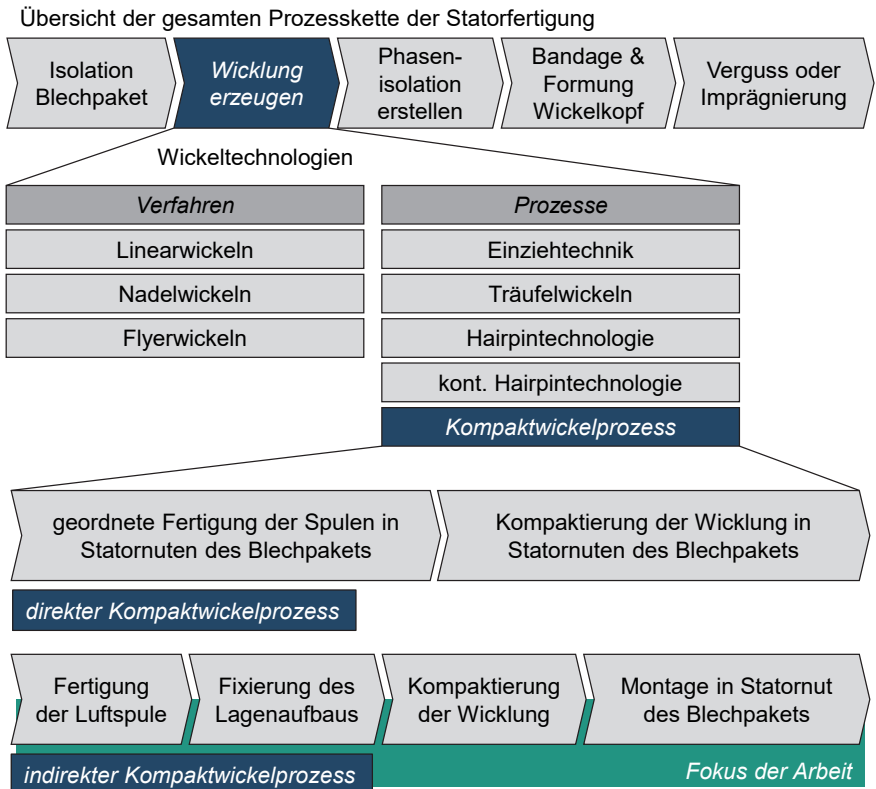 Übersicht der gesamten Prozesskette der Statorfertigung
Isolation
Blechpaket
Wicklung
erzeugen
Phasen-
isolation
erstellen
Bandage &
Formung
Wickelkopf
Verguss oder
Imprägnierung
Wickeltechnologien
Verfahren
Linearwickeln
Nadelwickeln
Flyerwickeln
Prozesse
Einziehtechnik
Träufelwickeln
Hairpintechnologie
kont. Hairpintechnologie
Kompaktwickelprozess
geordnete Fertigung der Spulen in
Statornuten des Blechpakets
Kompaktierung der Wicklung in
Statornuten des Blechpakets
direkter Kompaktwickelprozess
Fertigung
der Luftspule
Fixierung des
Lagenaufbaus
Kompaktierung
der Wicklung
Montage in Statornut
des Blechpakets
indirekter Kompaktwickelprozess
Fokus der Arbeit